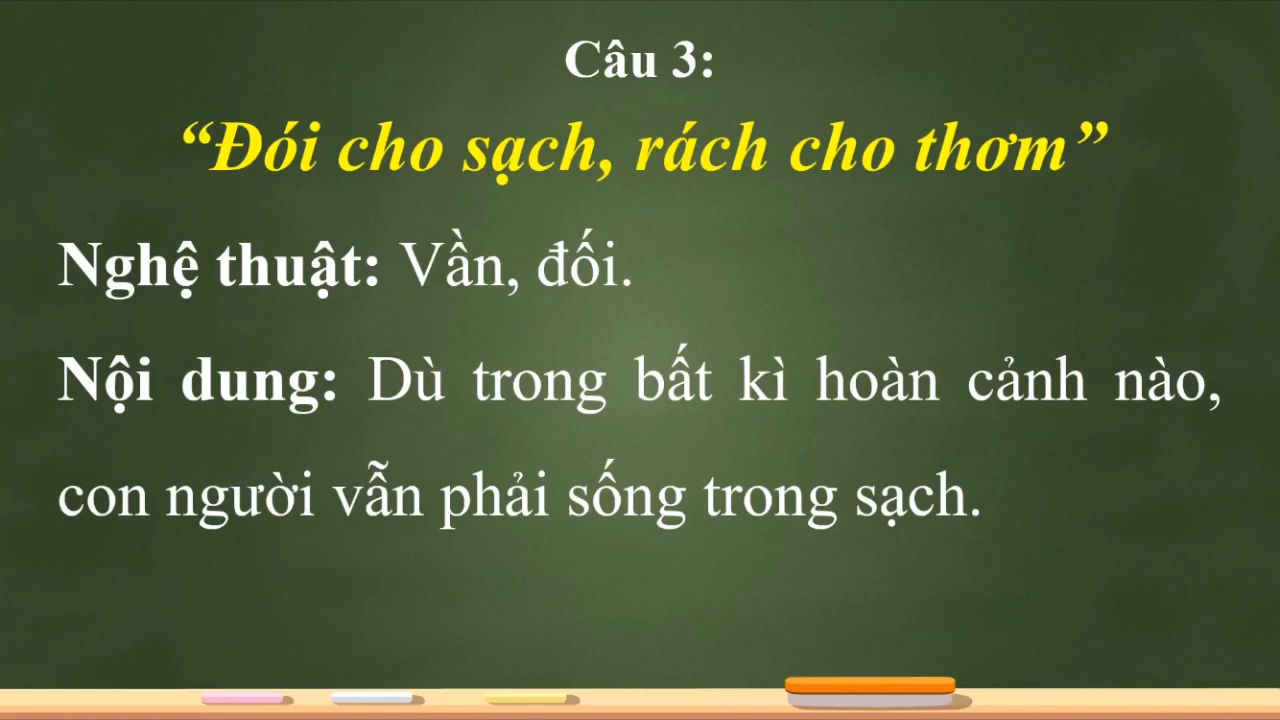 Câu 3:
“Đói cho sạch, rách cho thơm”
Nghệ thuật: Vần, đối.
Nội dung: Dù trong bất kì hoàn cảnh nào,
con người vẫn phải sống trong sạch.